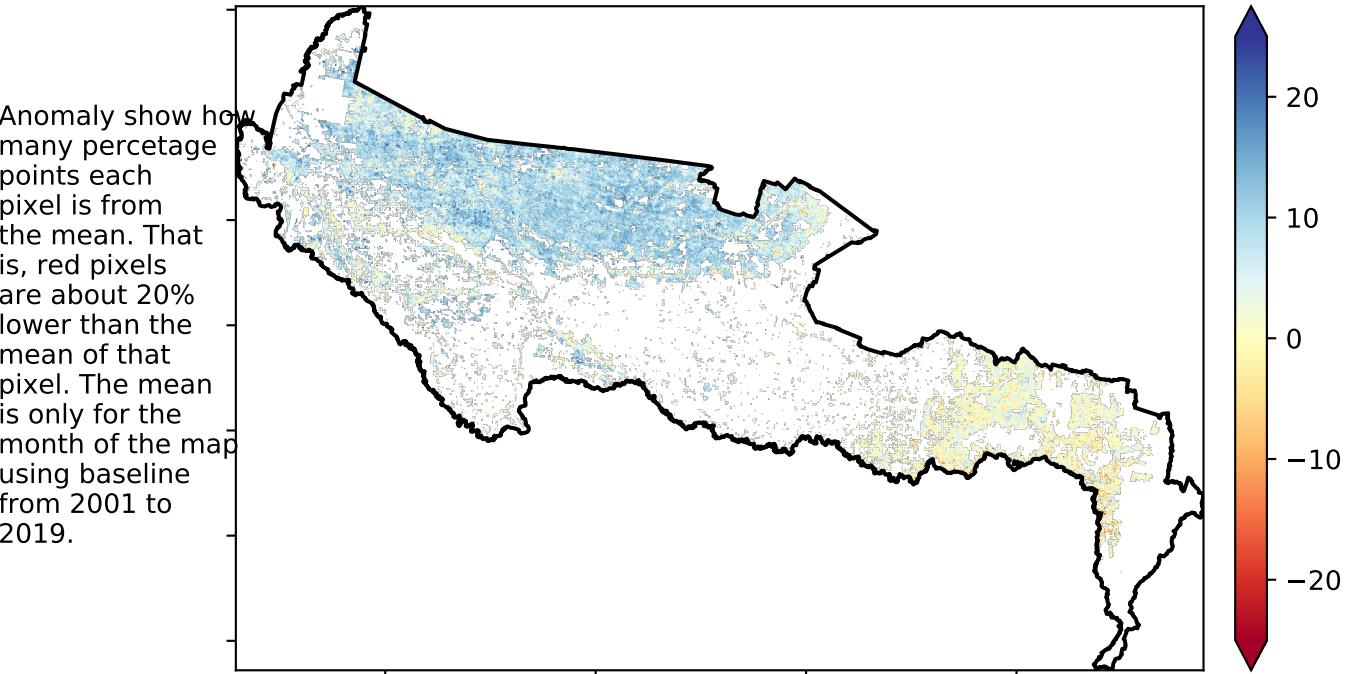 Anomaly show how
many percetage
points each
pixel is from
the mean. That
is, red pixels
are about 20%
lower than the
mean of that
pixel. The mean
is only for the
month of the map
using baseline
from 2001 to
2019.
20
10
0
−10
−20